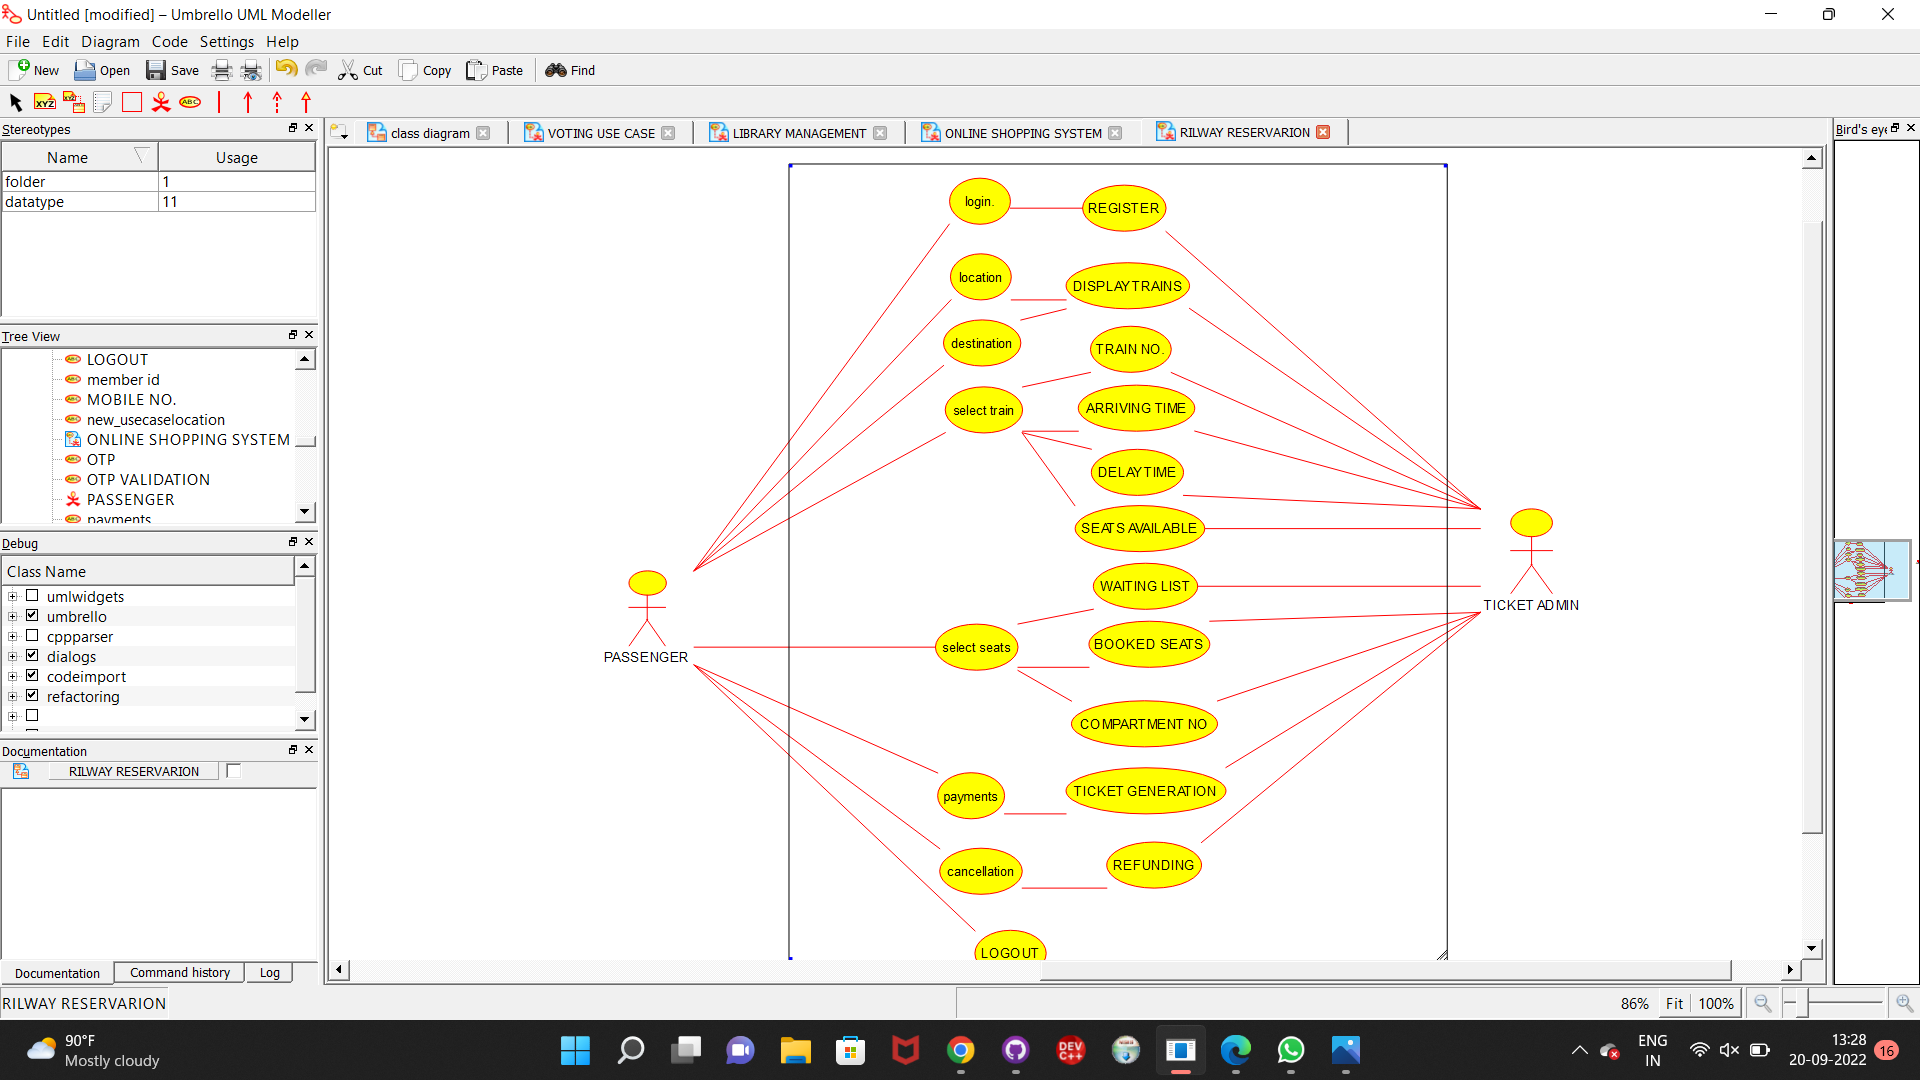 Untitled [modified] – Umbrello UML Modeller
File Edit Diagram Code Settings Help
New Open Save Cut Copy Paste Find
XYZ XYZ ABC
Stereotypes
Name Usage
folder 1
datatype 11
Tree View
LOGOUT
member id
MOBILE NO.
new_usecaselocation
ONLINE SHOPPING SYSTEM
OTP
OTP VALIDATION
PASSENGER
payments
Debug
Class Name
umlwidgets
umbrello
cppparser
dialogs
codeimport
refactoring
Documentation
RILWAY RESERVARION
Documentation Command history Log
class diagram VOTING USE CASE LIBRARY MANAGEMENT ONLINE SHOPPING SYSTEM RILWAY RESERVARION
login. REGISTER
location DISPLAY TRAINS
destination TRAIN NO.
select train ARRIVING TIME
DELAY TIME
SEATS AVAILABLE
WAITING LIST
select seats BOOKED SEATS
COMPARTMENT NO
payments TICKET GENERATION
cancellation REFUNDING
LOGOUT
PASSENGER
TICKET ADMIN
Bird's eye
RILWAY RESERVARION
86% Fit 100%
90°F
Mostly cloudy
DEV
C++
ENG
IN
13:28
20-09-2022
16